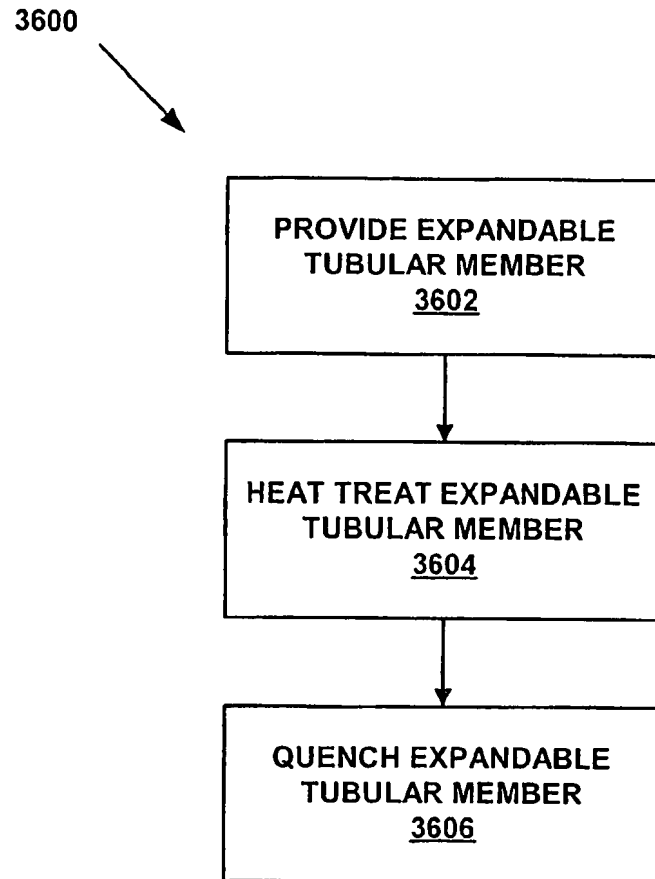 3600
PROVIDE EXPANDABLE
TUBULAR MEMBER
3602
HEAT TREAT EXPANDABLE
TUBULAR MEMBER
3604
QUENCH EXPANDABLE
TUBULAR MEMBER
3606